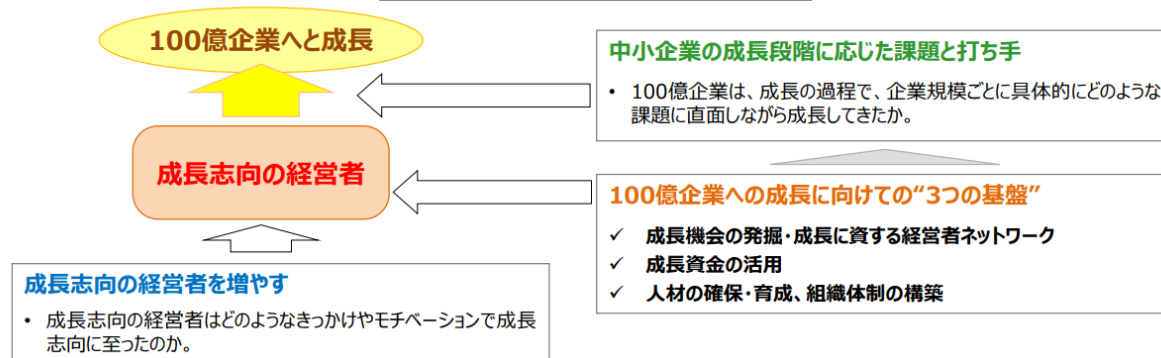 100億企業へと成長
成長志向の経営者
成長志向の経営者を増やす
• 成長志向の経営者はどのようなきっかけやモチベーションで成長
志向に至ったのか。
中小企業の成長段階に応じた課題と打ち手
• 100億企業は、成長の過程で、企業規模ごとに具体的にどのような
課題に直面しながら成長してきたか。
100億企業への成長に向けての“3つの基盤”
✓ 成長機会の発掘・成長に資する経営者ネットワーク
✓ 成長資金の活用
✓ 人材の確保・育成、組織体制の構築